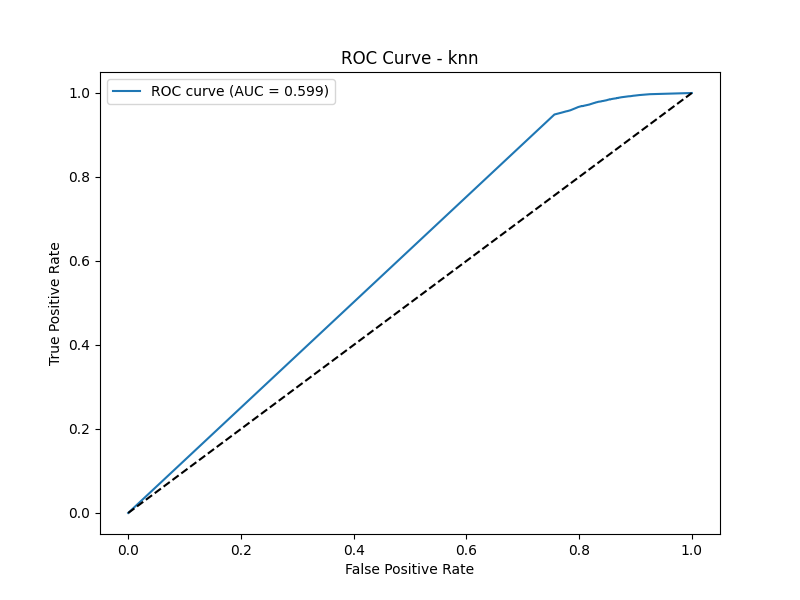 ROC Curve - knn
ROC curve (AUC = 0.599)
1.0
0.8
0.6
0.4
0.2
0.0
True Positive Rate
0.0 0.2 0.4 0.6 0.8 1.0
False Positive Rate